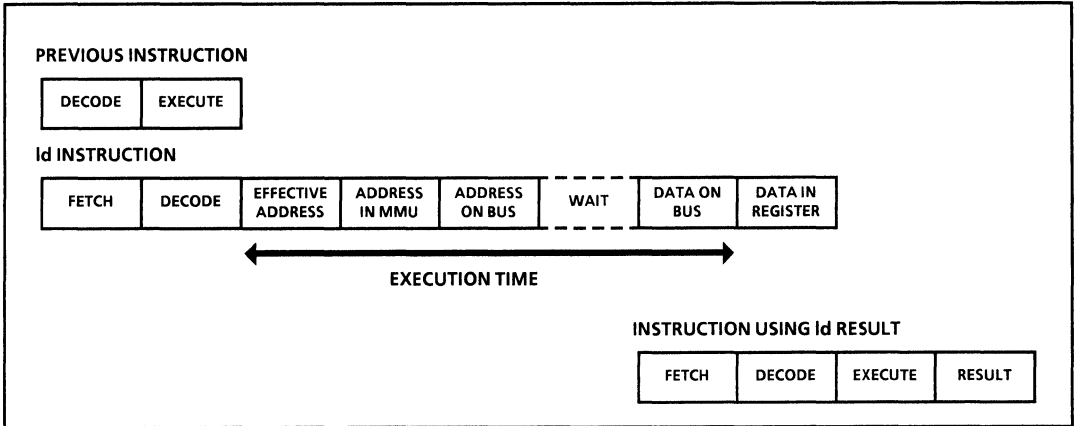 PREVIOUS INSTRUCTION
DECODE EXECUTE
ld INSTRUCTION
FETCH DECODE EFFECTIVE ADDRESS ADDRESS IN MMU ADDRESS ON BUS WAIT DATA ON BUS DATA IN REGISTER
EXECUTION TIME
INSTRUCTION USING ld RESULT
FETCH DECODE EXECUTE RESULT